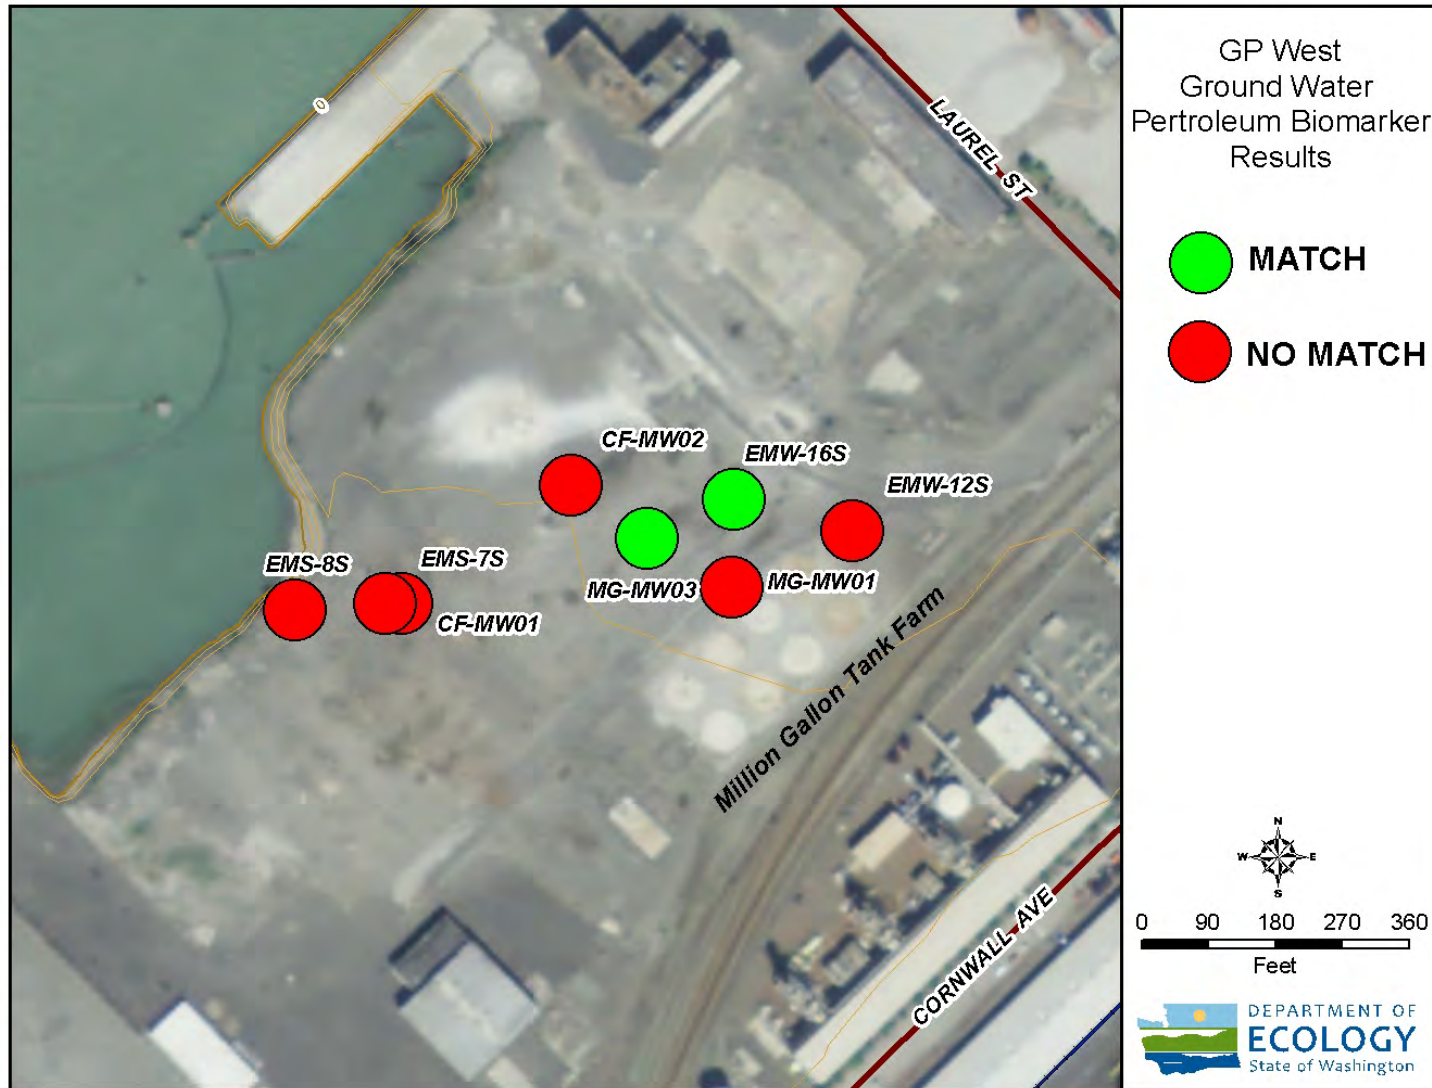 GP West
Ground Water
Pertroleum Biomarker
Results
MATCH
NO MATCH
0
LAUREL ST
CF-MW02
EMW-16S
EMW-12S
EMS-8S
EMS-7S
MG-MW03
MG-MW01
CF-MW01
Million Gallon Tank Farm
CORNWALL AVE
N
W E
S
0 90 180 270 360
Feet
DEPARTMENT OF
ECOLOGY
State of Washington